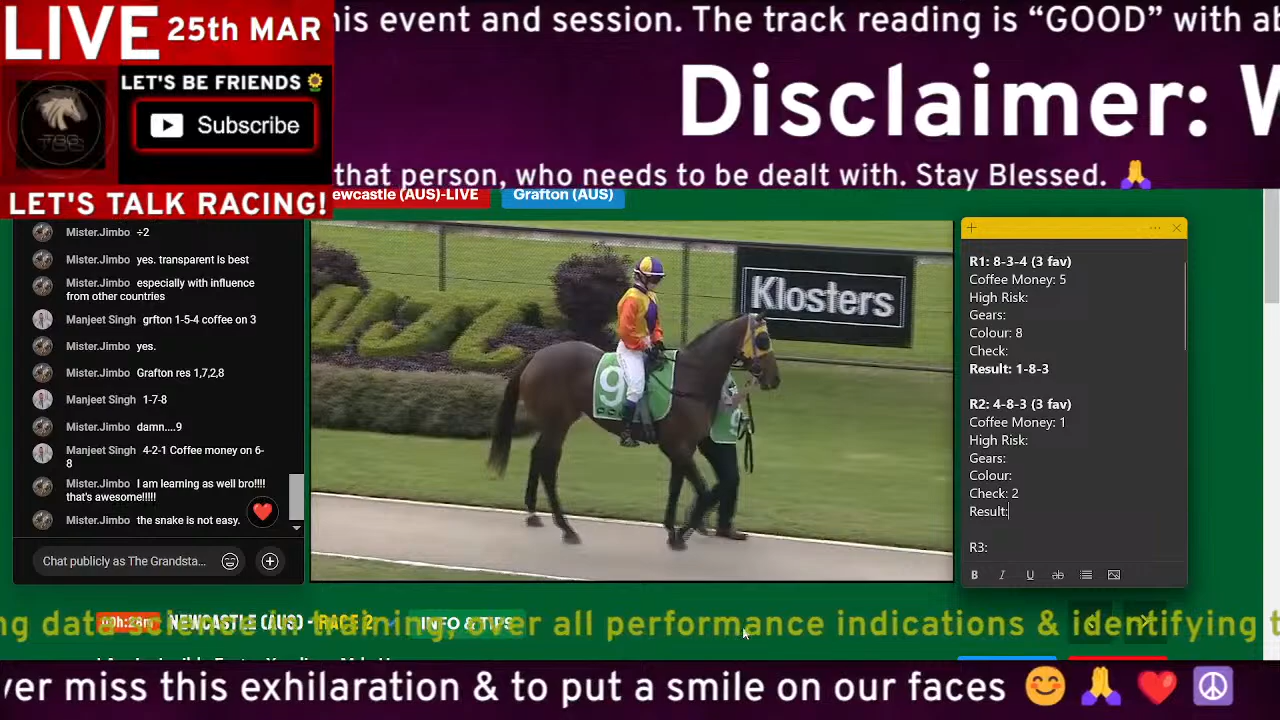 LIVE 25th MAR
his event and session. The track reading is “GOOD” with ab
LET'S BE FRIENDS 🌻
Disclaimer: W
Subscribe
that person, who needs to be dealt with. Stay Blessed. 🙏
LET'S TALK RACING!
ewcastle (AUS)-LIVE
Grafton (AUS)
Mister.Jimbo ÷2
Mister.Jimbo yes. transparent is best
Mister.Jimbo especially with influence
from other countries
Manjeet Singh grfton 1-5-4 coffee on 3
Mister.Jimbo yes.
Mister.Jimbo Grafton res 1,7,2,8
Manjeet Singh 1-7-8
Mister.Jimbo damn....9
Manjeet Singh 4-2-1 Coffee money on 6-
8
Mister.Jimbo I am learning as well bro!!!!
that's awesome!!!!!
Mister.Jimbo the snake is not easy.
Chat publicly as The Grandsta...
NJC
Klosters
9
9
R1: 8-3-4 (3 fav)
Coffee Money: 5
High Risk:
Gears:
Colour: 8
Check:
Result: 1-8-3
R2: 4-8-3 (3 fav)
Coffee Money: 1
High Risk:
Gears:
Colour:
Check: 2
Result:
R3:
B I U ab
NEWCASTLE (AUS) - RACE 2
INFO & TIPS
ng data science in training, over all performance indications & identifying t
ver miss this exhilaration & to put a smile on our faces 😊 🙏 ❤️ ☮️